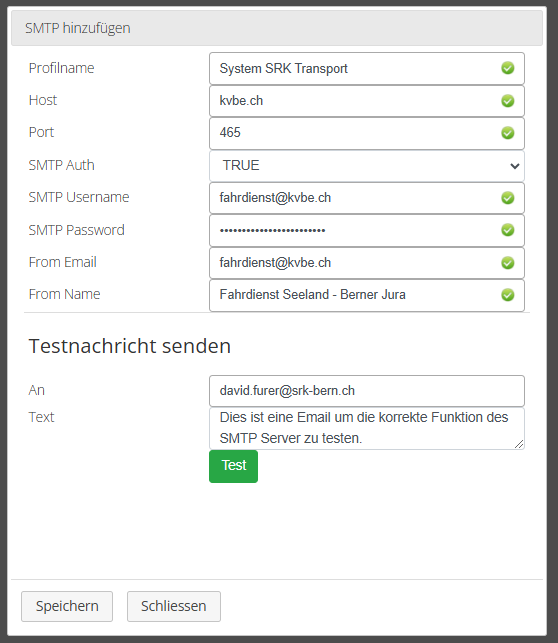 SMTP hinzufügen
Profilname System SRK Transport
Host kvbe.ch
Port 465
SMTP Auth TRUE
SMTP Username fahrdienst@kvbe.ch
SMTP Password ••••••••••••••••••••••••
From Email fahrdienst@kvbe.ch
From Name Fahrdienst Seeland - Berner Jura
Testnachricht senden
An david.furer@srk-bern.ch
Text Dies ist eine Email um die korrekte Funktion des
SMTP Server zu testen.
Test
Speichern Schliessen